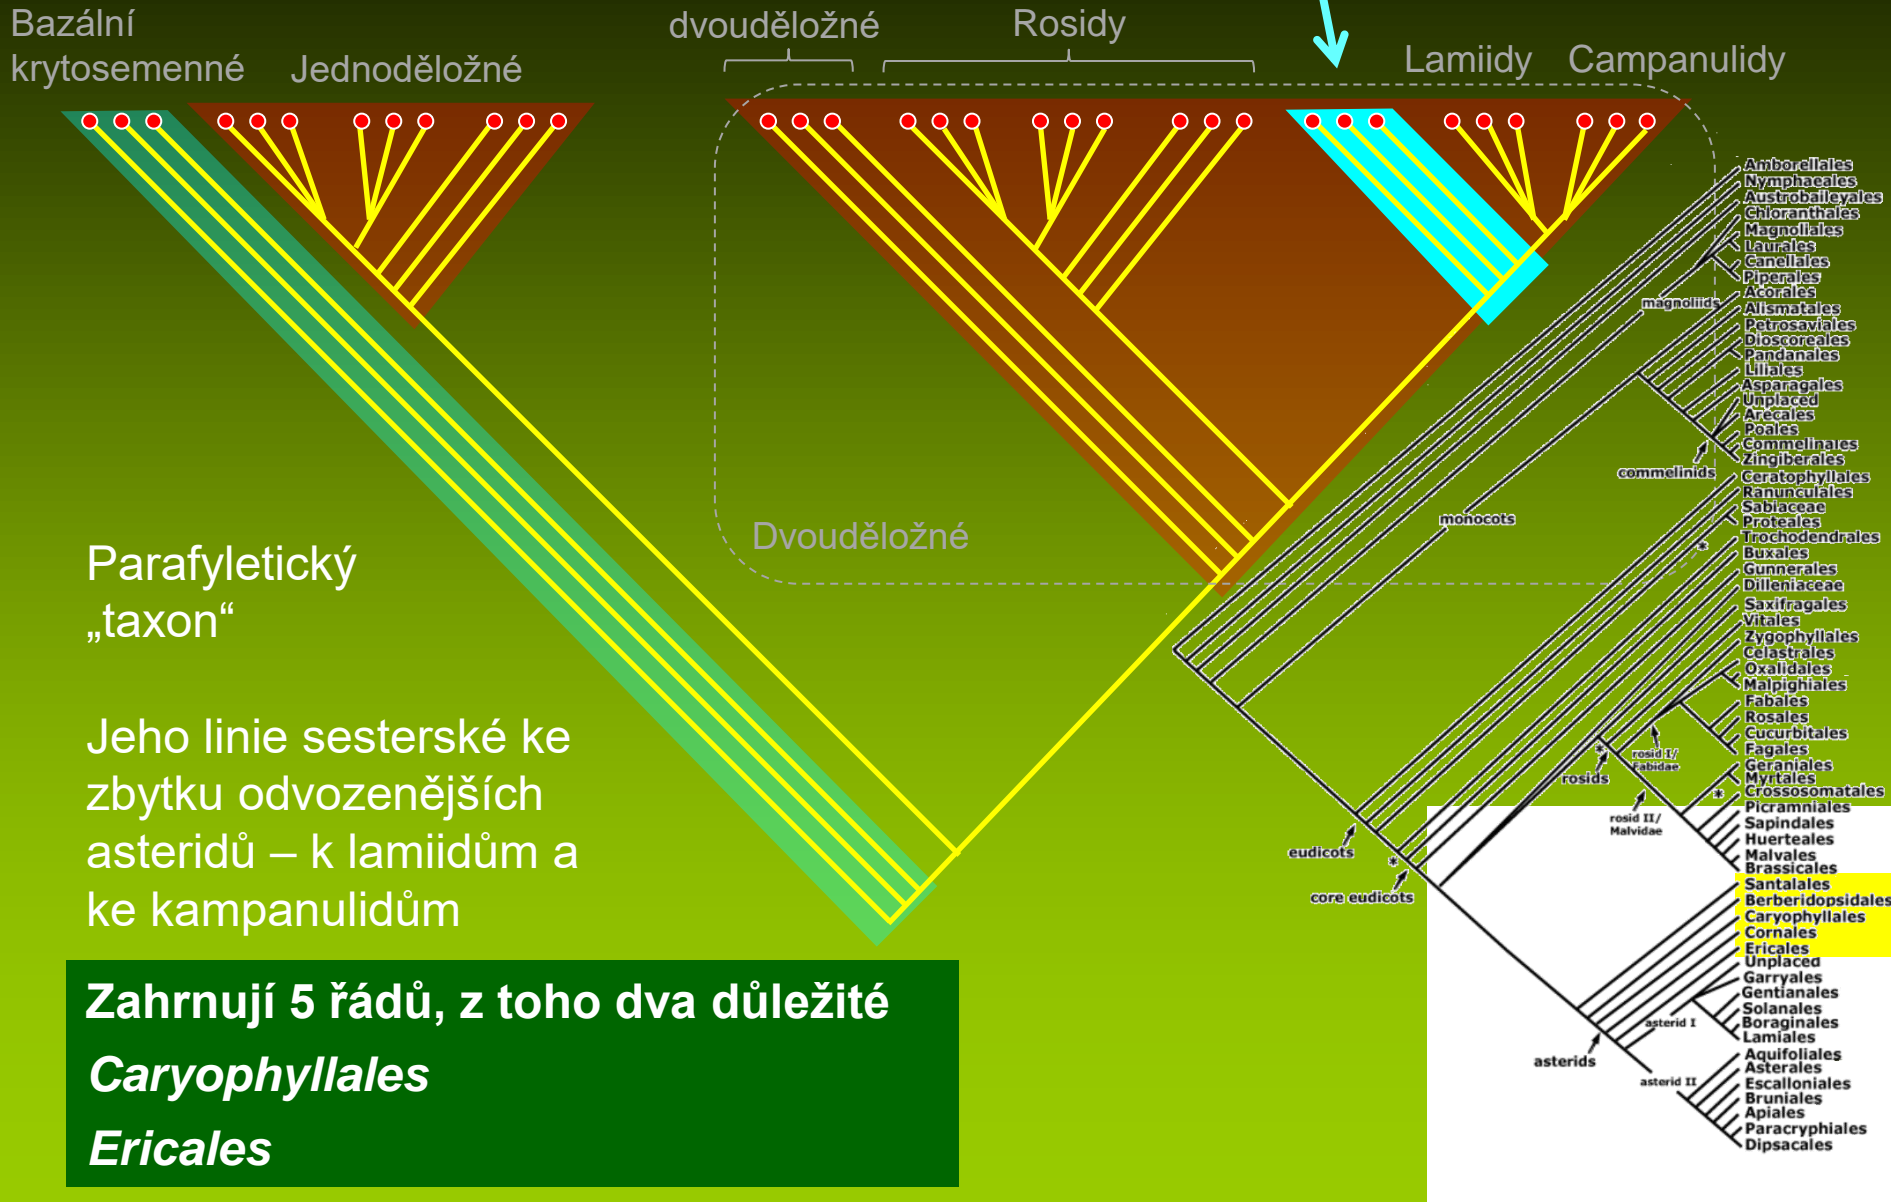 Bazální
krytosemenné
Jednoděložné
dvouděložné
Rosidy
Lamiidy
Campanulidy
Dvouděložné
Parafyletický
„taxon“
Jeho linie sesterské ke
zbytku odvozenějších
asteridů – k lamiidům a
ke kampanulidům
Zahrnují 5 řádů, z toho dva důležité
Caryophyllales
Ericales
Amborellales
Nymphaeales
Austrobaileyales
Chloranthales
Magnoliales
Laurales
Canellales
Piperales
magnoliids
Acorales
Alismatales
Petrosaviales
Dioscoreales
Pandanales
Liliales
Asparagales
Unplaced
Arecales
Poales
Commelinales
Zingiberales
commelinids
monocots
Ceratophyllales
Ranunculales
Sabiaceae
Proteales
Trochodendrales
*
Buxales
Gunnerales
Dilleniaceae
Saxifragales
Vitales
Zygophyllales
Celastrales
Oxalidales
Malpighiales
Fabales
Rosales
Cucurbitales
Fagales
rosid I/
Fabidae
*
rosids
Geraniales
Myrtales
Crossosomatales
*
Picramniales
Sapindales
Huerteales
Malvales
Brassicales
rosid II/
Malvidae
eudicots
*
core eudicots
Santalales
Berberidopsidales
Caryophyllales
Cornales
Ericales
Unplaced
Garryales
Gentianales
Solanales
Boraginales
Lamiales
asterid I
asterids
asterid II
Aquifoliales
Asterales
Escalloniales
Bruniales
Apiales
Paracryphiales
Dipsacales